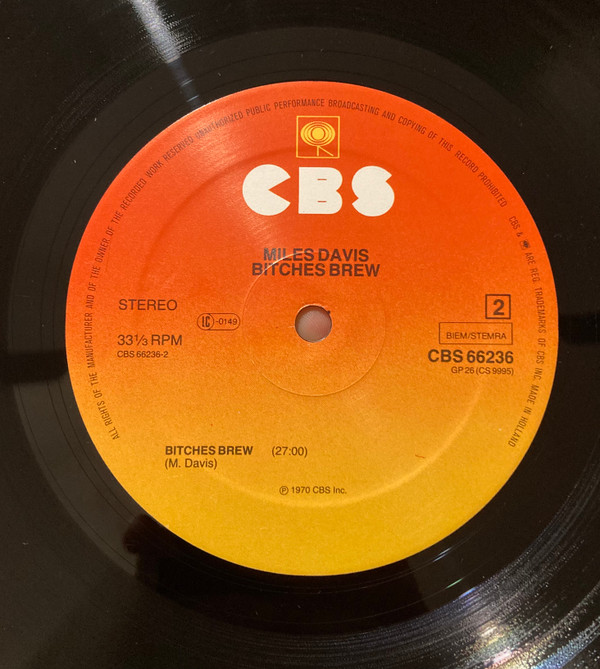 ALL RIGHTS OF THE MANUFACTURER AND OF THE OWNER OF THE RECORDED WORK RESERVED UNAUTHORIZED PUBLIC PERFORMANCE BROADCASTING AND COPYING OF THIS RECORD PROHIBITED CBS & ARE REG. TRADEMARKS OF CBS INC. MADE IN HOLLAND
CBS
MILES DAVIS
BITCHES BREW
STEREO
LC -0149
2
33⅓ RPM
BIEM/STEMRA
CBS 66236-2
CBS 66236
GP 26 (CS 9995)
BITCHES BREW (27:00)
(M. Davis)
℗ 1970 CBS Inc.